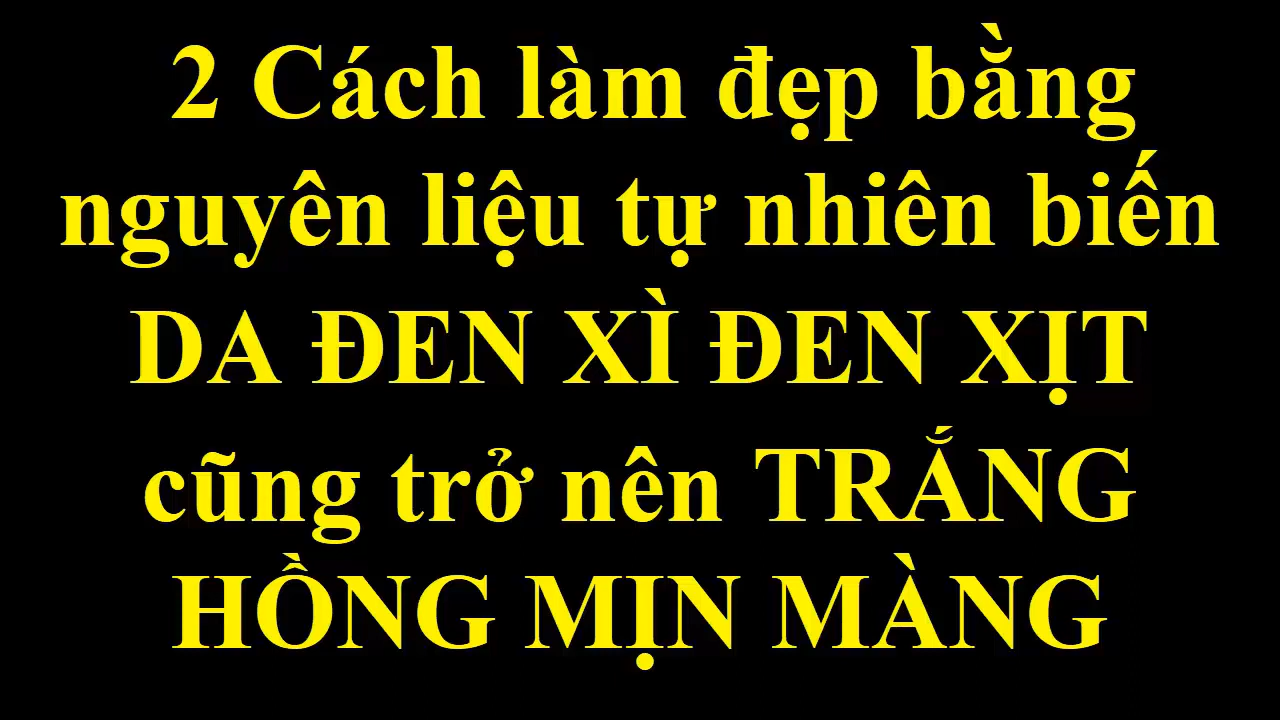 2 Cách làm đẹp bằng
nguyên liệu tự nhiên biến
DA ĐEN XÌ ĐEN XỊT
cũng trở nên TRẮNG
HỒNG MỊN MÀNG